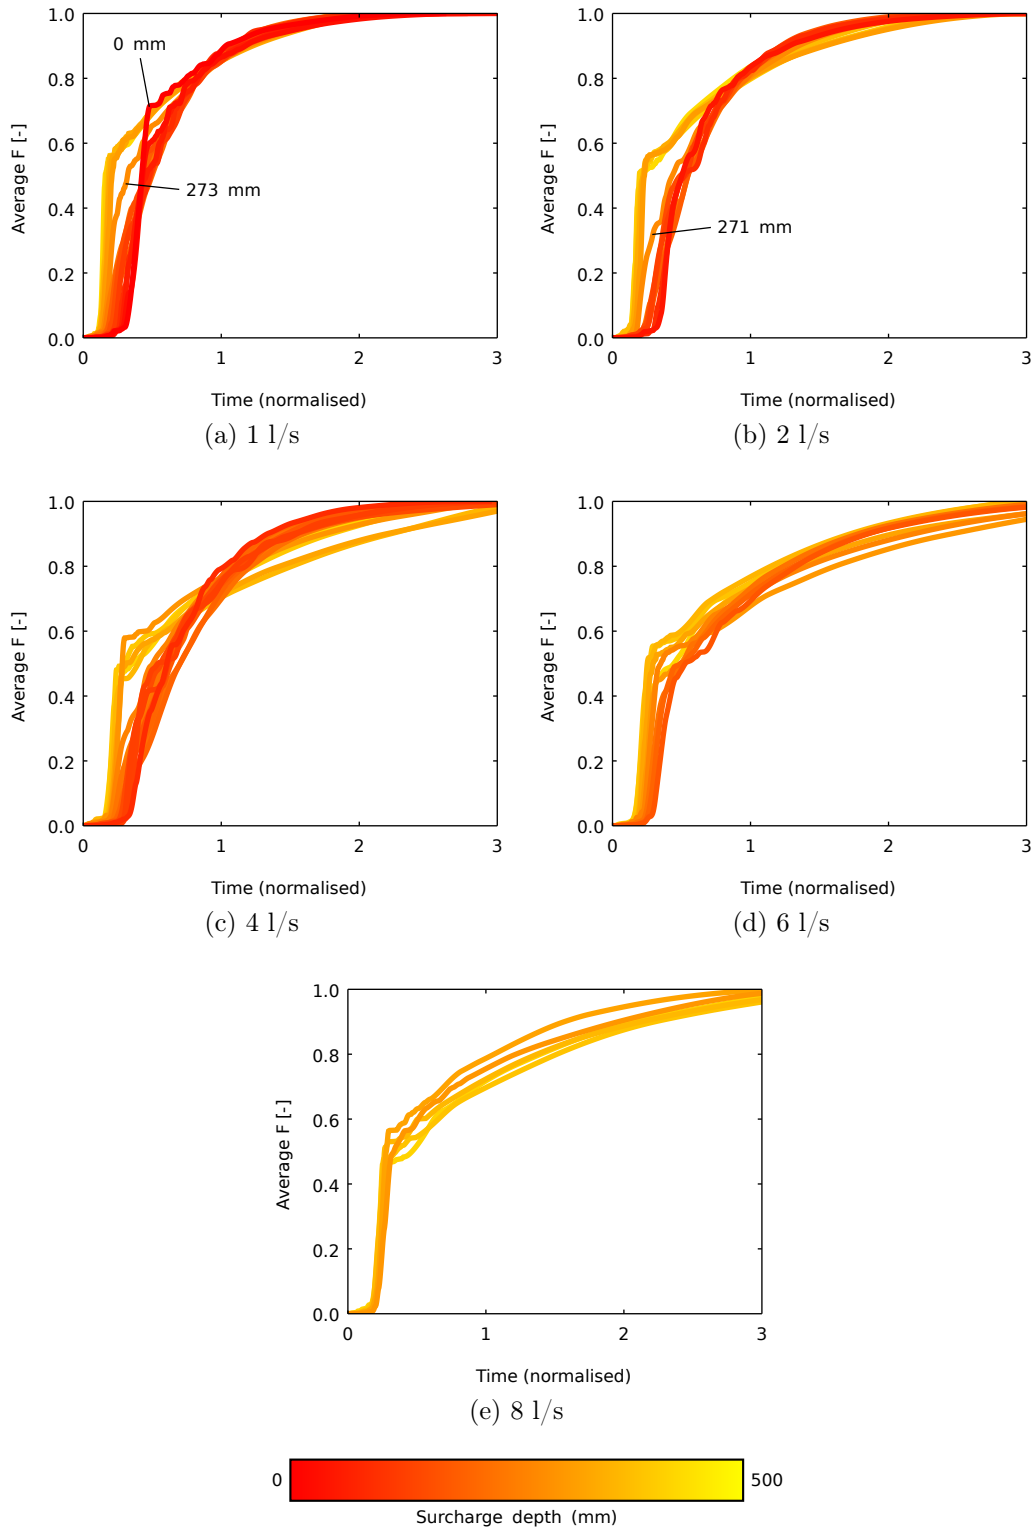 1.0
0.8
0.6
0.4
0.2
0.0
0 1 2 3
Average F [-]
Time (normalised)
0 mm
273 mm
(a) 1 l/s
1.0
0.8
0.6
0.4
0.2
0.0
0 1 2 3
Average F [-]
Time (normalised)
271 mm
(b) 2 l/s
1.0
0.8
0.6
0.4
0.2
0.0
0 1 2 3
Average F [-]
Time (normalised)
(c) 4 l/s
1.0
0.8
0.6
0.4
0.2
0.0
0 1 2 3
Average F [-]
Time (normalised)
(d) 6 l/s
1.0
0.8
0.6
0.4
0.2
0.0
0 1 2 3
Average F [-]
Time (normalised)
(e) 8 l/s
0 500
Surcharge depth (mm)